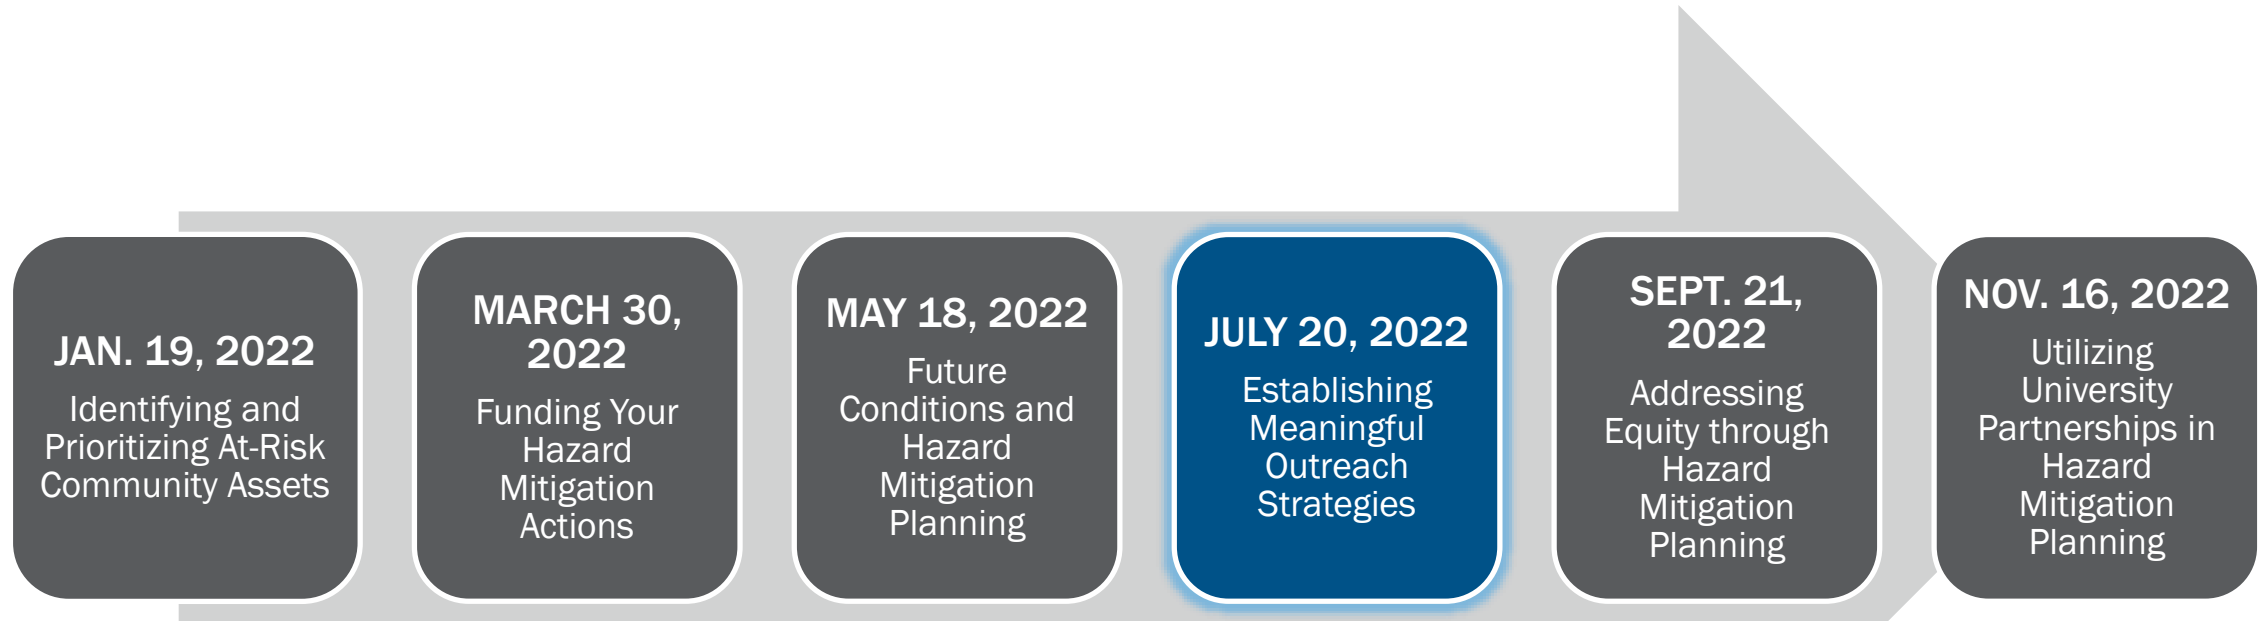 JAN. 19, 2022
Identifying and
Prioritizing At-Risk
Community Assets
MARCH 30,
2022
Funding Your
Hazard
Mitigation
Actions
MAY 18, 2022
Future
Conditions and
Hazard
Mitigation
Planning
JULY 20, 2022
Establishing
Meaningful
Outreach
Strategies
SEPT. 21,
2022
Addressing
Equity through
Hazard
Mitigation
Planning
NOV. 16, 2022
Utilizing
University
Partnerships in
Hazard
Mitigation
Planning